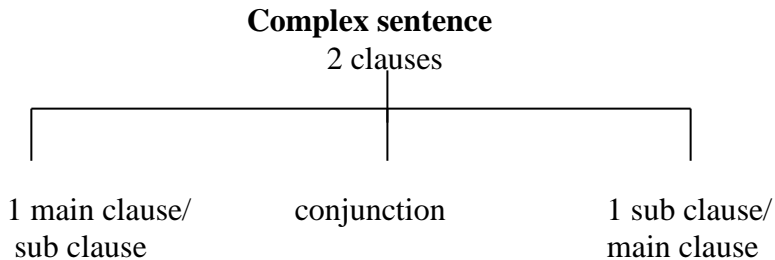 Complex sentence
2 clauses
1 main clause/
sub clause
conjunction
1 sub clause/
main clause